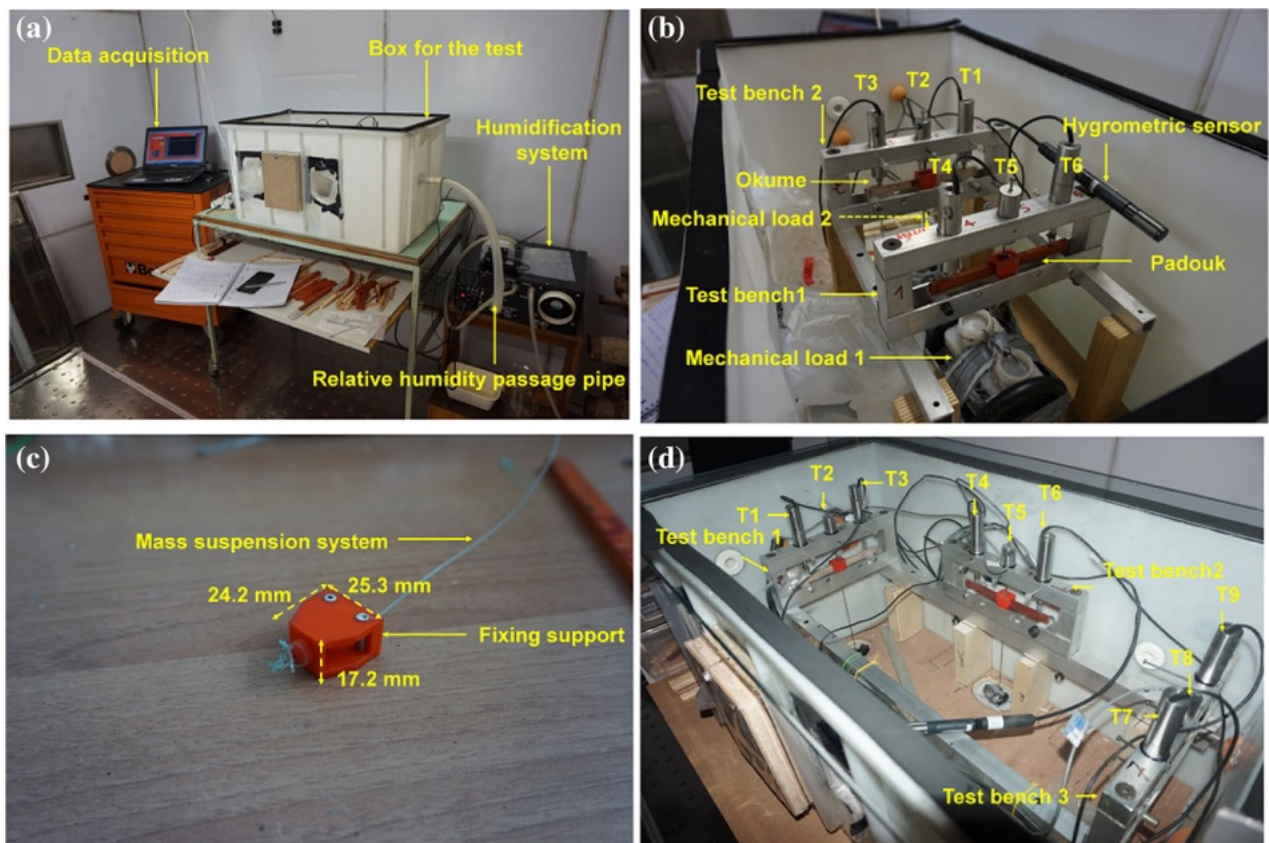 (a)
Data acquisition
Box for the test
Humidification
system
Relative humidity passage pipe
(b)
T3
T2
T1
Test bench 2
Hygrometric sensor
T4
T5
T6
Okume
Mechanical load 2
Padouk
Test bench1
1
4
Mechanical load 1
(c)
Mass suspension system
24.2 mm
25.3 mm
Fixing support
17.2 mm
(d)
T1
T2
T3
T4
T5
T6
Test bench 1
Test bench2
T9
T8
T7
Test bench 3